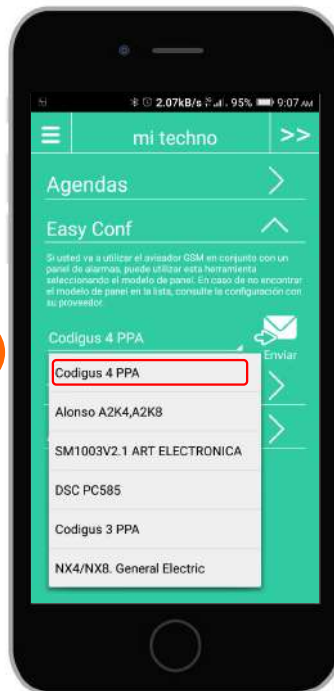 2.07kB/s 95% 9:07 AM
mi techno >>
Agendas
Easy Conf
Si usted va a utilizar el avisador GSM en conjunto con un
panel de alarmas, puede utilizar esta herramienta
seleccionando el modelo de panel. En caso de no encontrar
el modelo de panel en la lista, consulte la configuración con
su proveedor.
Codigus 4 PPA
Enviar
Codigus 4 PPA
Alonso A2K4,A2K8
SM1003V2.1 ART ELECTRONICA
DSC PC585
Codigus 3 PPA
NX4/NX8. General Electric